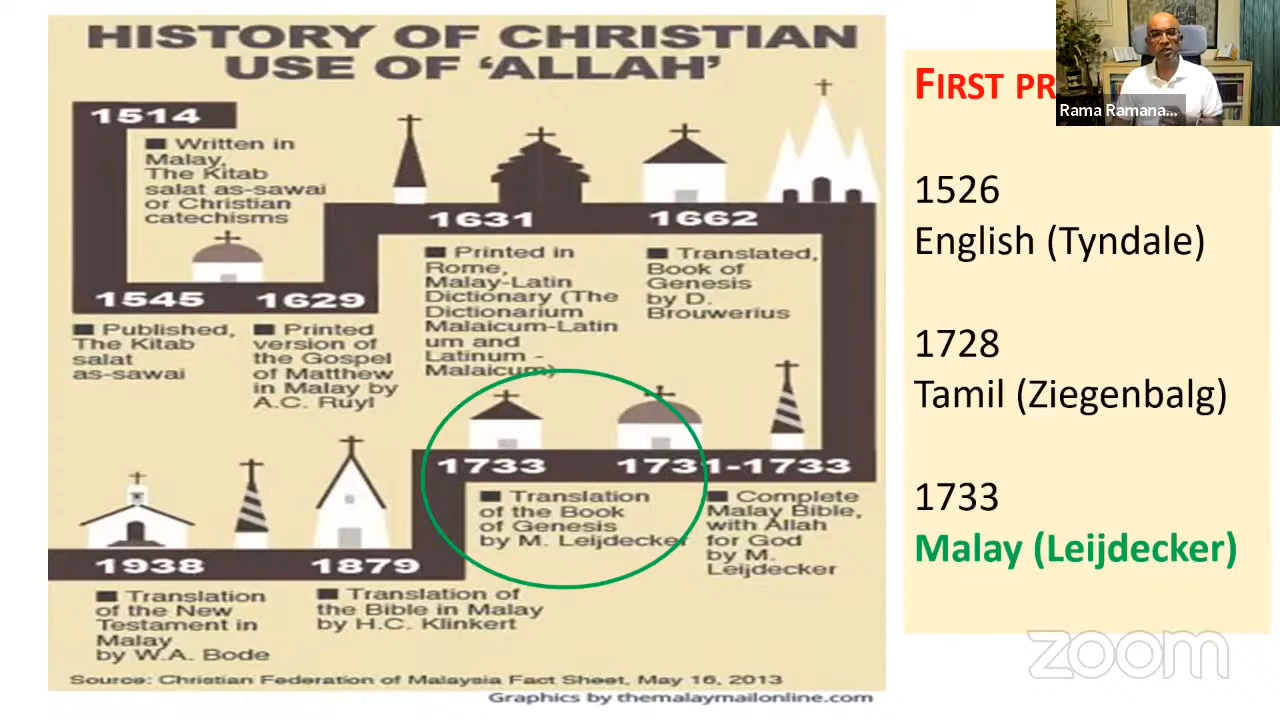 HISTORY OF CHRISTIAN
USE OF 'ALLAH'
1514
■ Written in
Malay,
The Kitab
salat as-sawai
or Christian
catechisms
1545
■ Published,
The Kitab
salat
as-sawai
1629
■ Printed
version of
the Gospel
of Matthew
in Malay by
A.C. Ruyl
1631
■ Printed in
Rome,
Malay-Latin
Dictionary (The
Dictionarium
Malaicum-Latin
um and
Latinum -
Malaicum)
1662
■ Translated,
Book of
Genesis
by D.
Brouwerius
1731-1733
■ Complete
Malay Bible,
with Allah
for God
by M.
Leijdecker
1733
■ Translation
of the Book
of Genesis
by M. Leijdecker
1879
■ Translation of
the Bible in Malay
by H.C. Klinkert
1938
■ Translation
of the New
Testament in
Malay
by W.A. Bode
Source: Christian Federation of Malaysia Fact Sheet, May 16, 2013
Graphics by themalaymailonline.com
FIRST PR
Rama Ramana...
1526
English (Tyndale)
1728
Tamil (Ziegenbalg)
1733
Malay (Leijdecker)
zoom